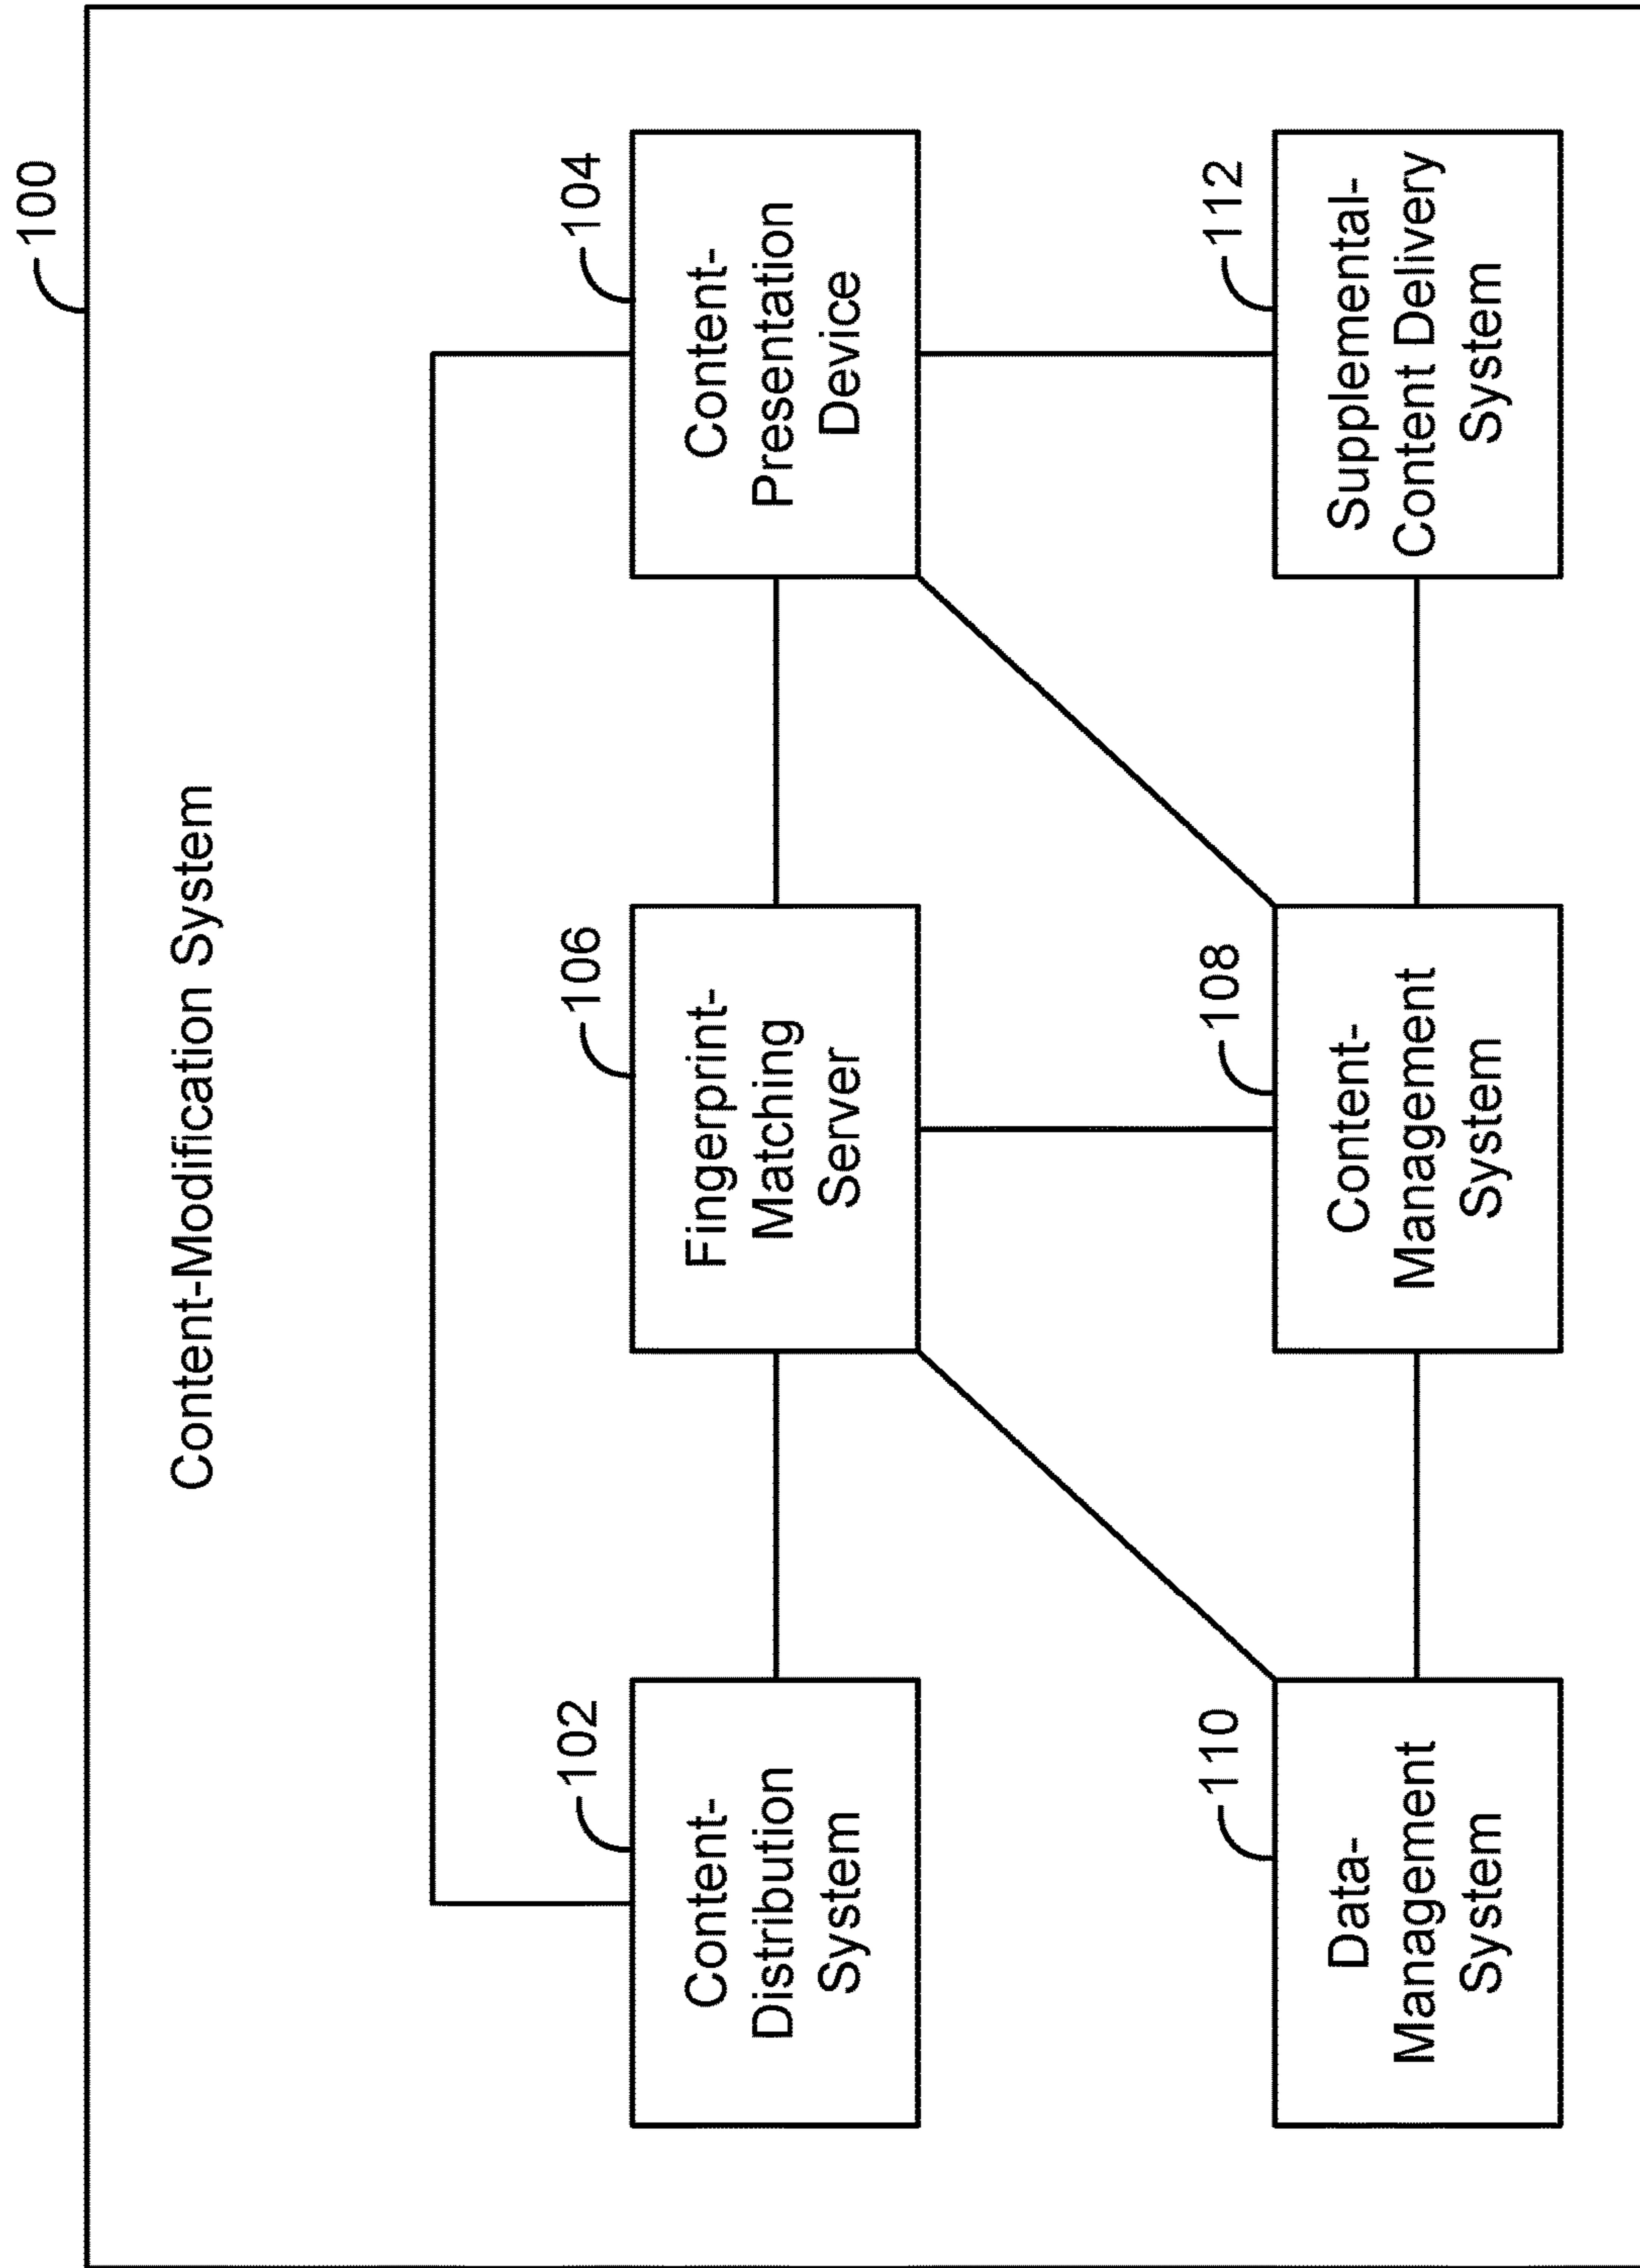 100
Content-Modification System
102
Content-
Distribution
System
106
Fingerprint-
Matching
Server
104
Content-
Presentation
Device
110
Data-
Management
System
108
Content-
Management
System
112
Supplemental-
Content Delivery
System